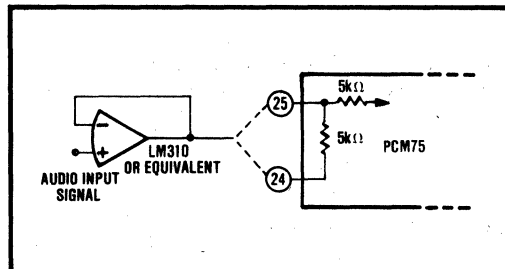 25
5kΩ
5kΩ
PCM75
24
−
+
LM310
OR EQUIVALENT
AUDIO INPUT
SIGNAL